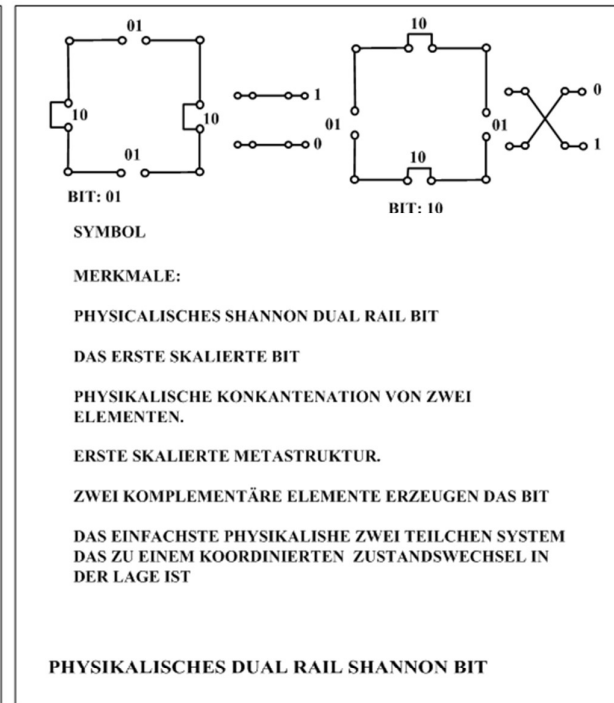 01
10
10
01
BIT: 01
1
0
10
01
01
10
BIT: 10
0
1
SYMBOL
MERKMALE:
PHYSICALISCHES SHANNON DUAL RAIL BIT
DAS ERSTE SKALIERTE BIT
PHYSIKALISCHE KONKANTENATION VON ZWEI
ELEMENTEN.
ERSTE SKALIERTE METASTRUKTUR.
ZWEI KOMPLEMENTÄRE ELEMENTE ERZEUGEN DAS BIT
DAS EINFACHSTE PHYSIKALISHE ZWEI TEILCHEN SYSTEM
DAS ZU EINEM KOORDINIERTEN ZUSTANDSWECHSEL IN
DER LAGE IST
PHYSIKALISCHES DUAL RAIL SHANNON BIT